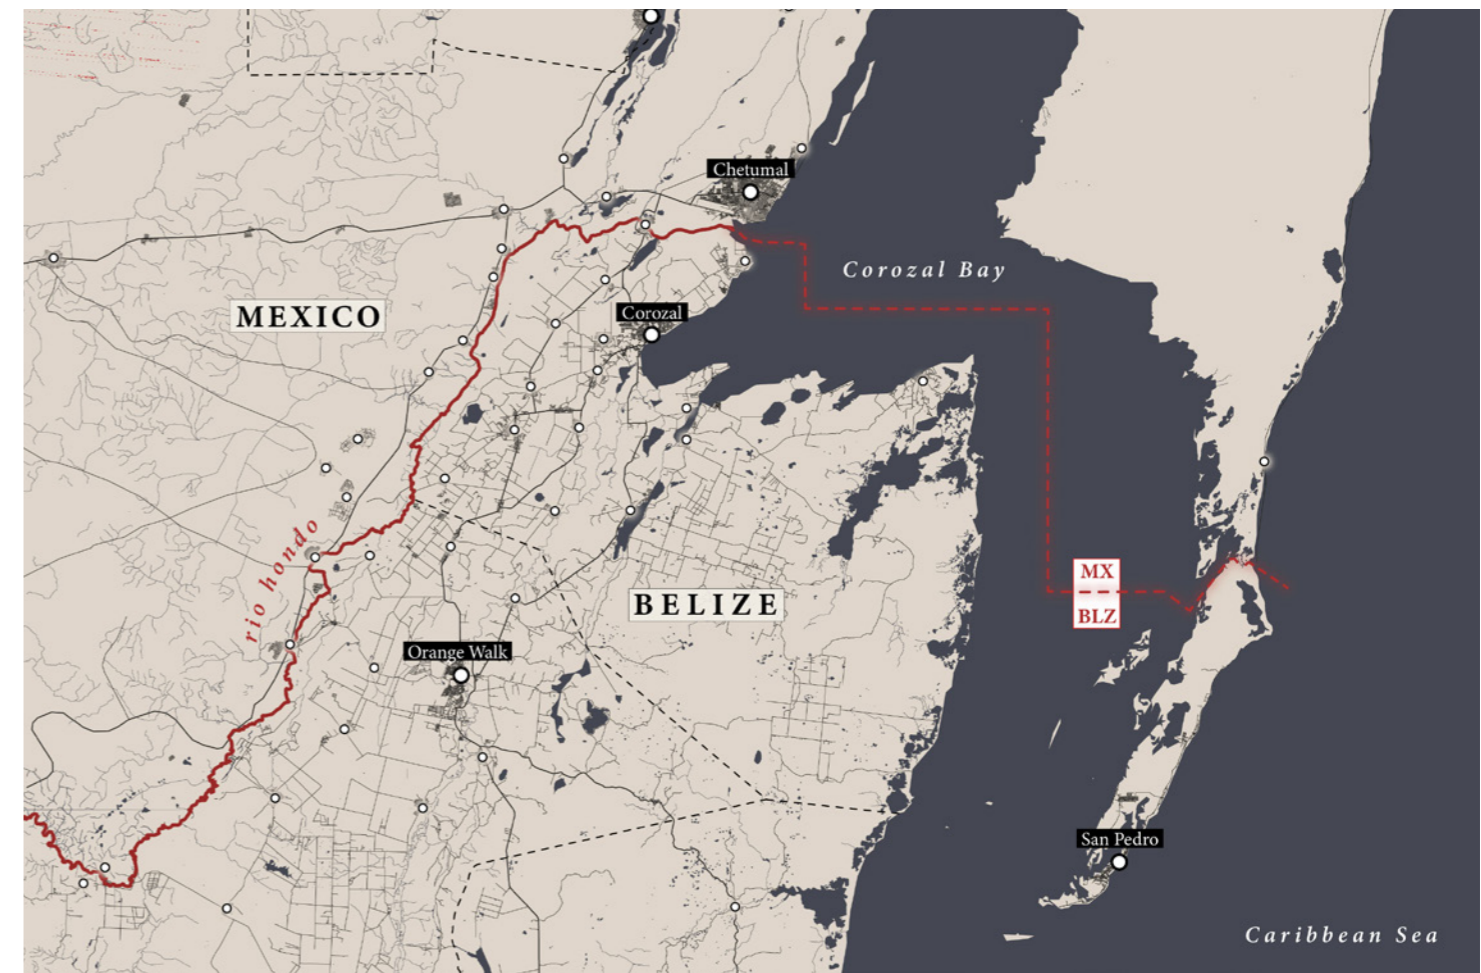 Chetumal
Corozal Bay
MEXICO
Corozal
rio hondo
MX
BLZ
BELIZE
Orange Walk
San Pedro
Caribbean Sea